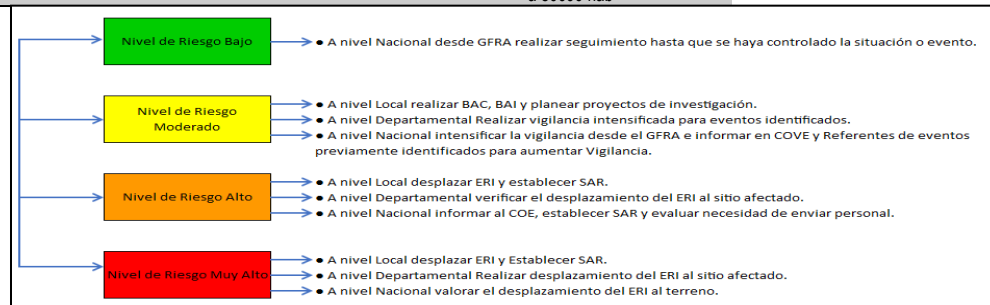 Nivel de Riesgo Bajo
● A nivel Nacional desde GFRA realizar seguimiento hasta que se haya controlado la situación o evento.
Nivel de Riesgo
Moderado
● A nivel Local realizar BAC, BAI y planear proyectos de investigación.
● A nivel Departamental Realizar vigilancia intensificada para eventos identificados.
● A nivel Nacional intensificar la vigilancia desde el GFRA e informar en COVE y Referentes de eventos
previamente identificados para aumentar Vigilancia.
Nivel de Riesgo Alto
● A nivel Local desplazar ERI y establecer SAR.
● A nivel Departamental verificar el desplazamiento del ERI al sitio afectado.
● A nivel Nacional informar al COE, establecer SAR y evaluar necesidad de enviar personal.
Nivel de Riesgo Muy Alto
● A nivel Local desplazar ERI y Establecer SAR.
● A nivel Departamental Realizar desplazamiento del ERI al sitio afectado.
● A nivel Nacional valorar el desplazamiento del ERI al terreno.